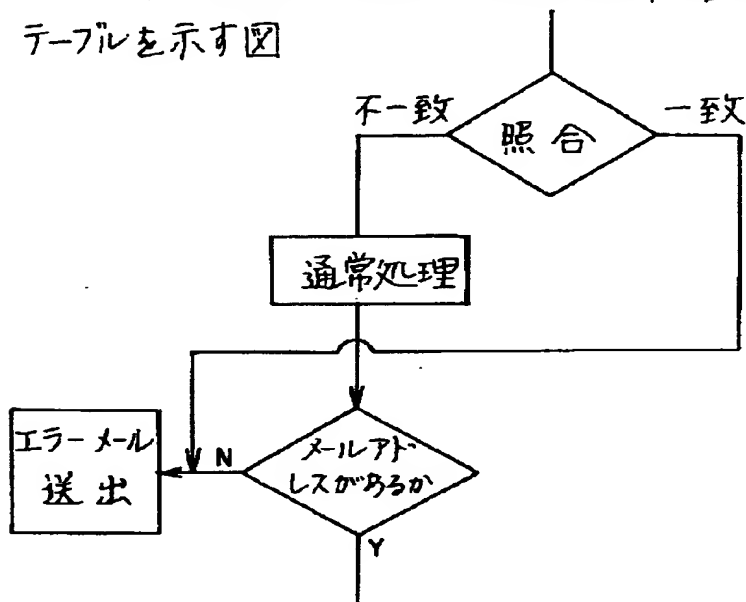 テーブルを示す図
不一致
一致
照合
通常処理
エラーメール
送出
N
メールアド
レスがあるか
Y